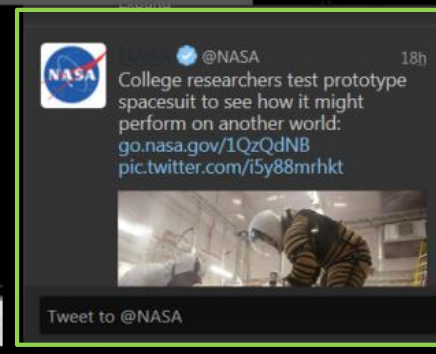 NASA
@NASA 18h
College researchers test prototype
spacesuit to see how it might
perform on another world:
go.nasa.gov/1QzQdNB
pic.twitter.com/i5y88mrhkt
Tweet to @NASA